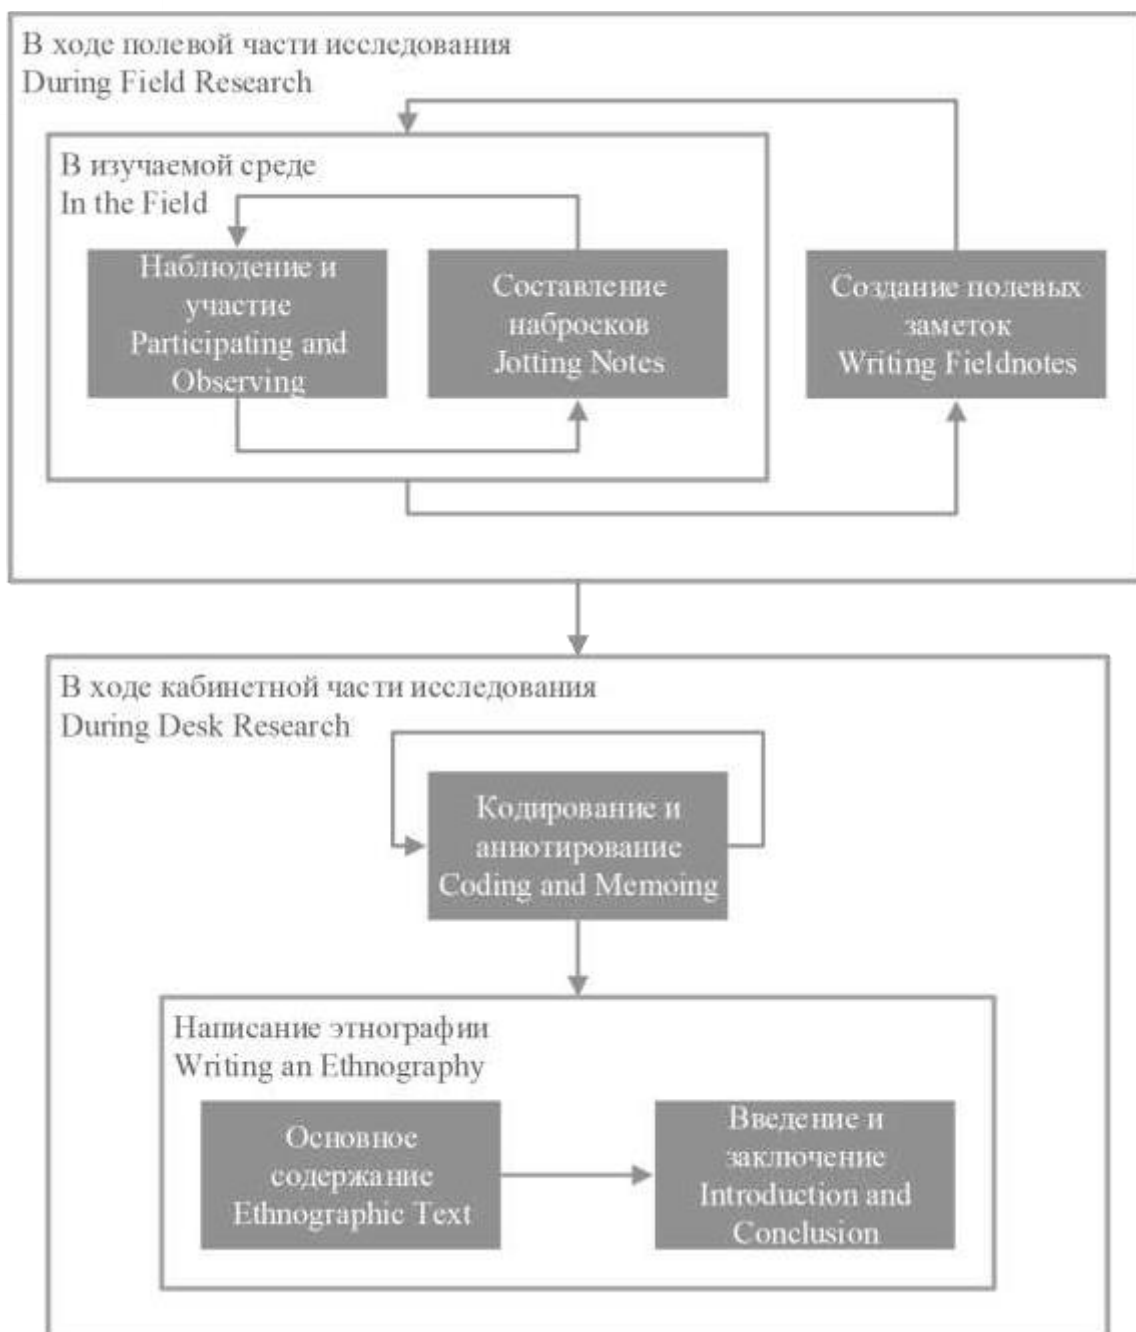 В ходе полевой части исследования
During Field Research
В изучаемой среде
In the Field
Наблюдение и
участие
Participating and
Observing
Составление
набросков
Jotting Notes
Создание полевых
заметок
Writing Fieldnotes
В ходе кабинетной части исследования
During Desk Research
Кодирование и
аннотирование
Coding and Memoing
Написание этнографии
Writing an Ethnography
Основное
содержание
Ethnographic Text
Введение и
заключение
Introduction and
Conclusion